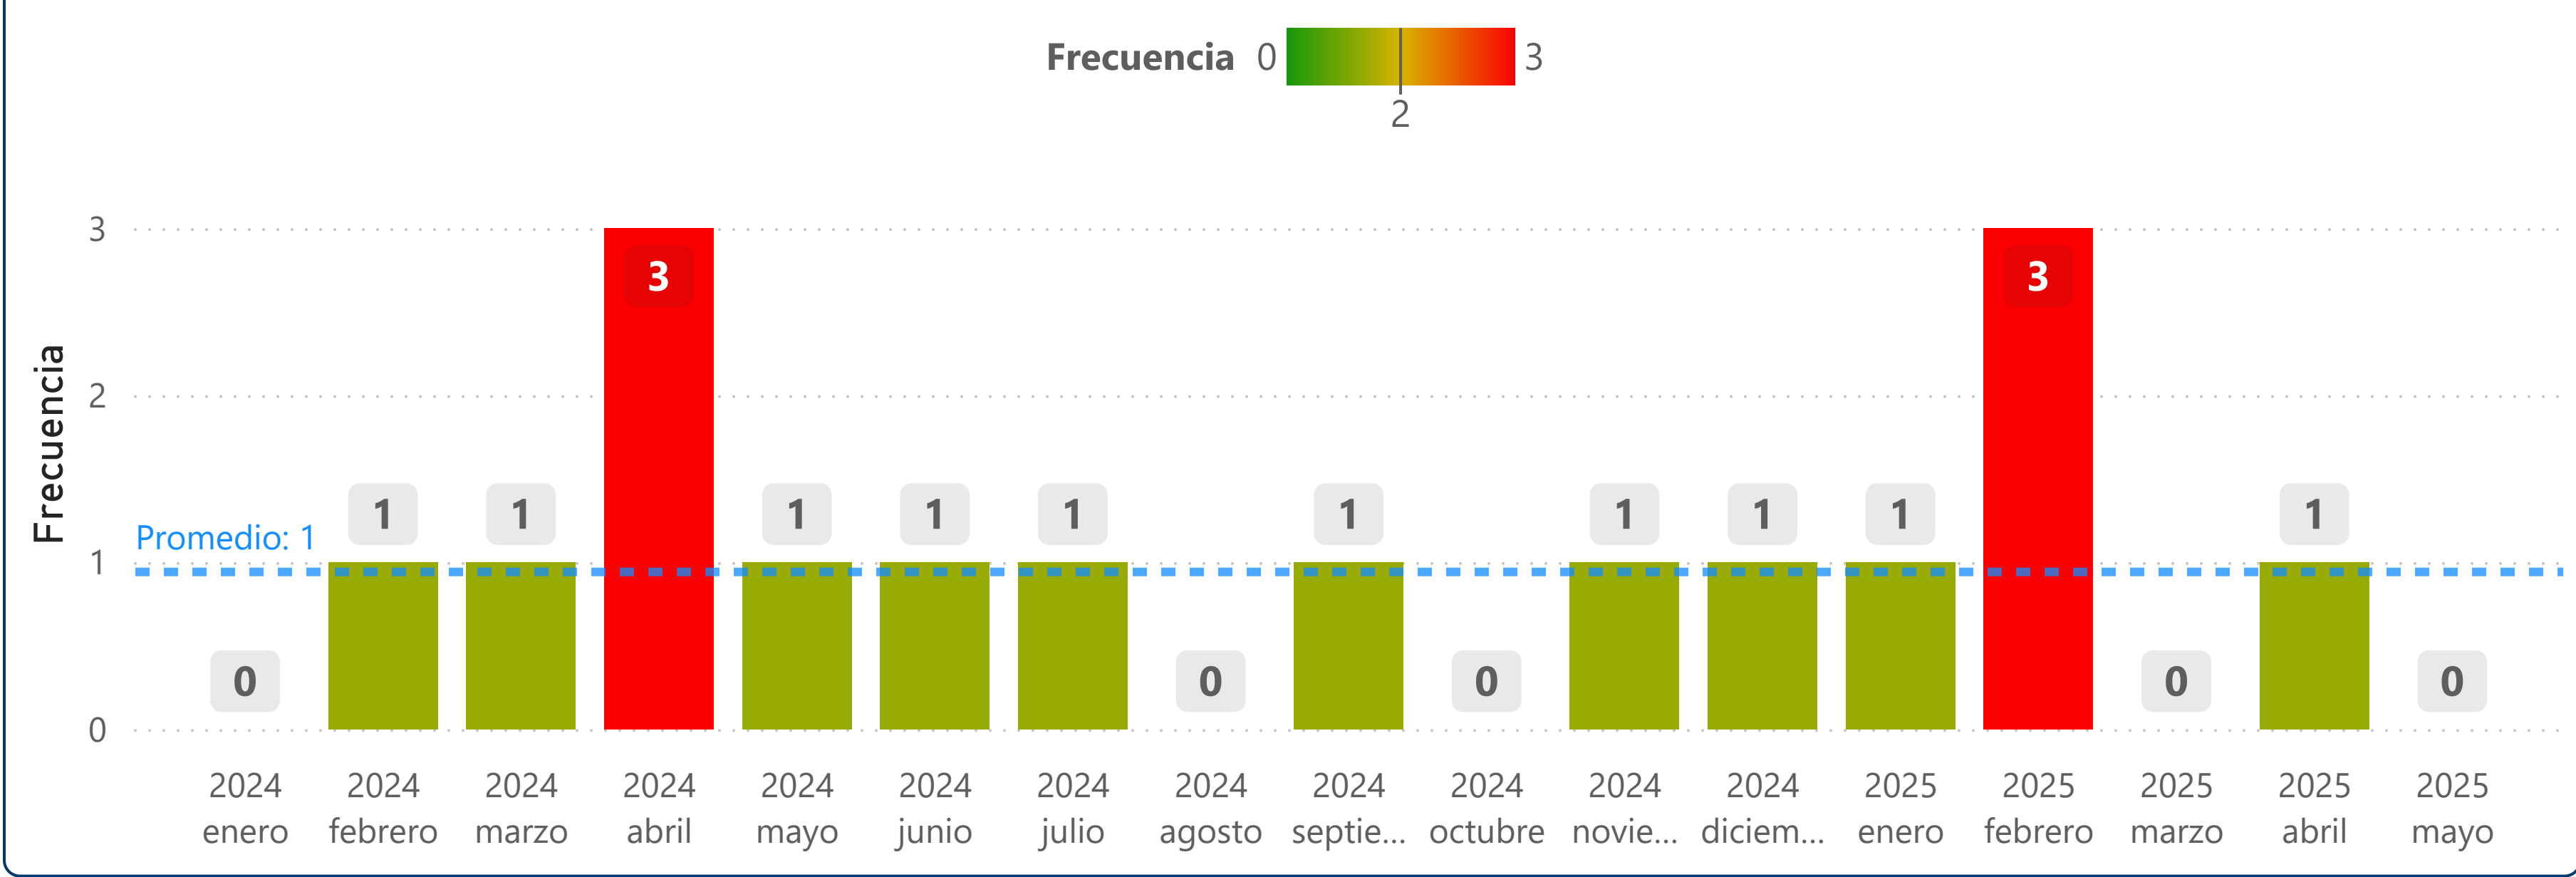 Frecuencia 0 3
2
3
2
1
0
Frecuencia
Promedio: 1
0
1
1
3
1
1
1
0
1
0
1
1
1
3
0
1
0
2024 enero
2024 febrero
2024 marzo
2024 abril
2024 mayo
2024 junio
2024 julio
2024 agosto
2024 septie...
2024 octubre
2024 novie...
2024 diciem...
2025 enero
2025 febrero
2025 marzo
2025 abril
2025 mayo